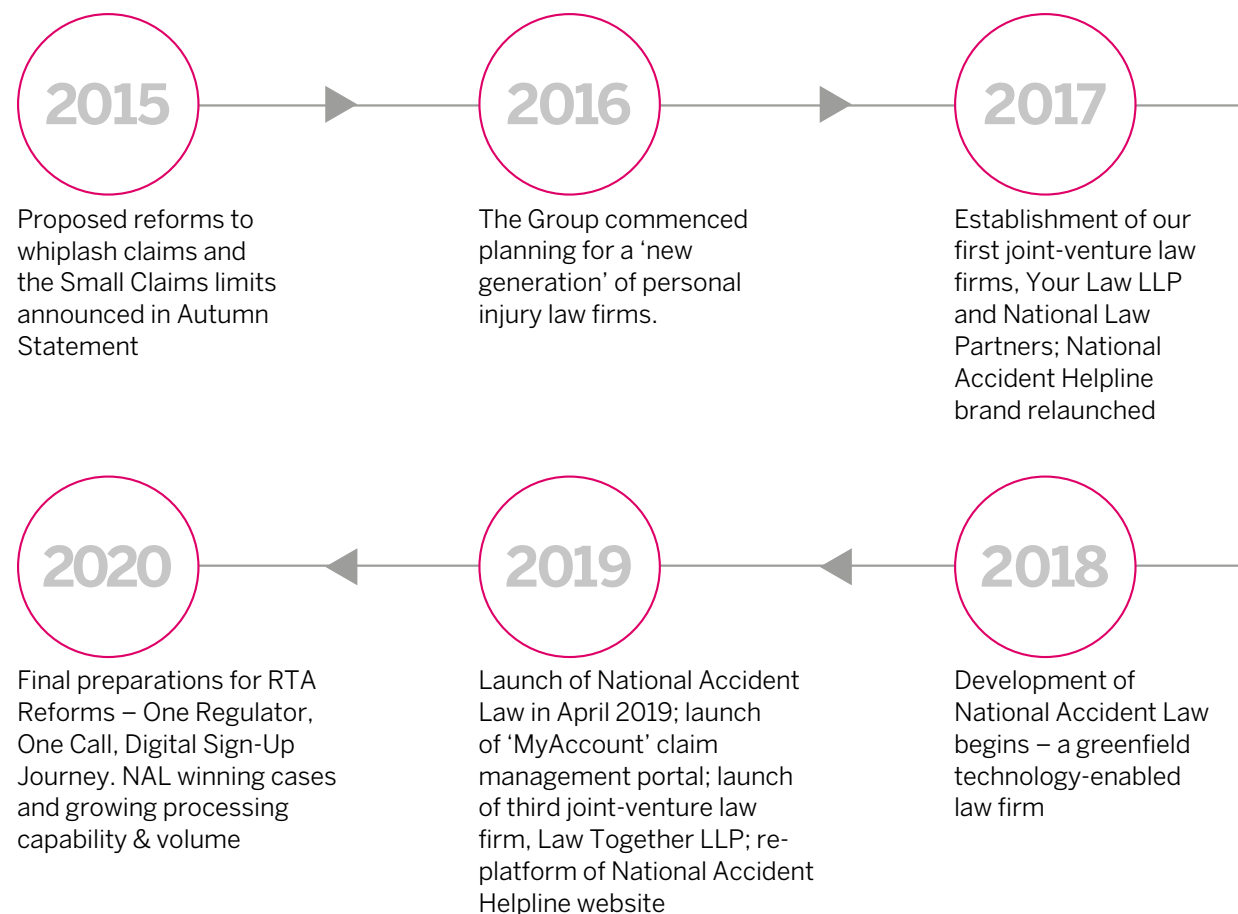 2015
Proposed reforms to
whiplash claims and
the Small Claims limits
announced in Autumn
Statement
2016
The Group commenced
planning for a ‘new
generation’ of personal
injury law firms.
2017
Establishment of our
first joint-venture law
firms, Your Law LLP
and National Law
Partners; National
Accident Helpline
brand relaunched
2018
Development of
National Accident Law
begins – a greenfield
technology-enabled
law firm
2019
Launch of National Accident
Law in April 2019; launch
of ‘MyAccount’ claim
management portal; launch
of third joint-venture law
firm, Law Together LLP; re-
platform of National Accident
Helpline website
2020
Final preparations for RTA
Reforms – One Regulator,
One Call, Digital Sign-Up
Journey. NAL winning cases
and growing processing
capability & volume